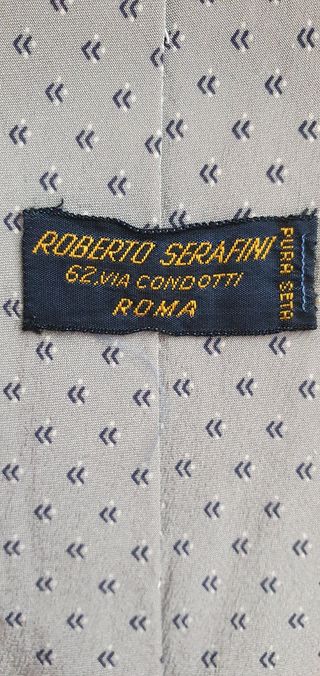 ROBERTO SERAFINI
62.VIA CONDOTTI
ROMA
PURA SETA